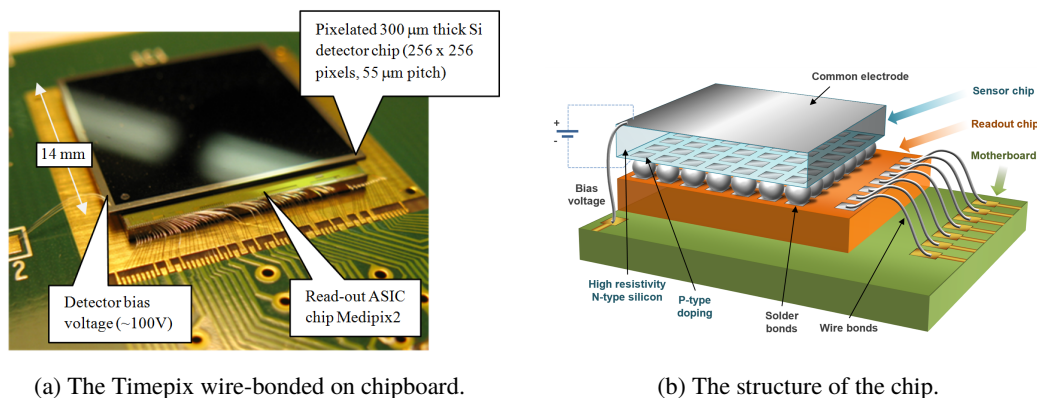 Pixelated 300 μm thick Si
detector chip (256 x 256
pixels, 55 μm pitch)
14 mm
2
Detector bias
voltage (~100V)
Read-out ASIC
chip Medipix2
(a) The Timepix wire-bonded on chipboard.
Common electrode
Sensor chip
Readout chip
Motherboard
+
-
Bias
voltage
High resistivity
N-type silicon
P-type
doping
Solder
bonds
Wire bonds
(b) The structure of the chip.